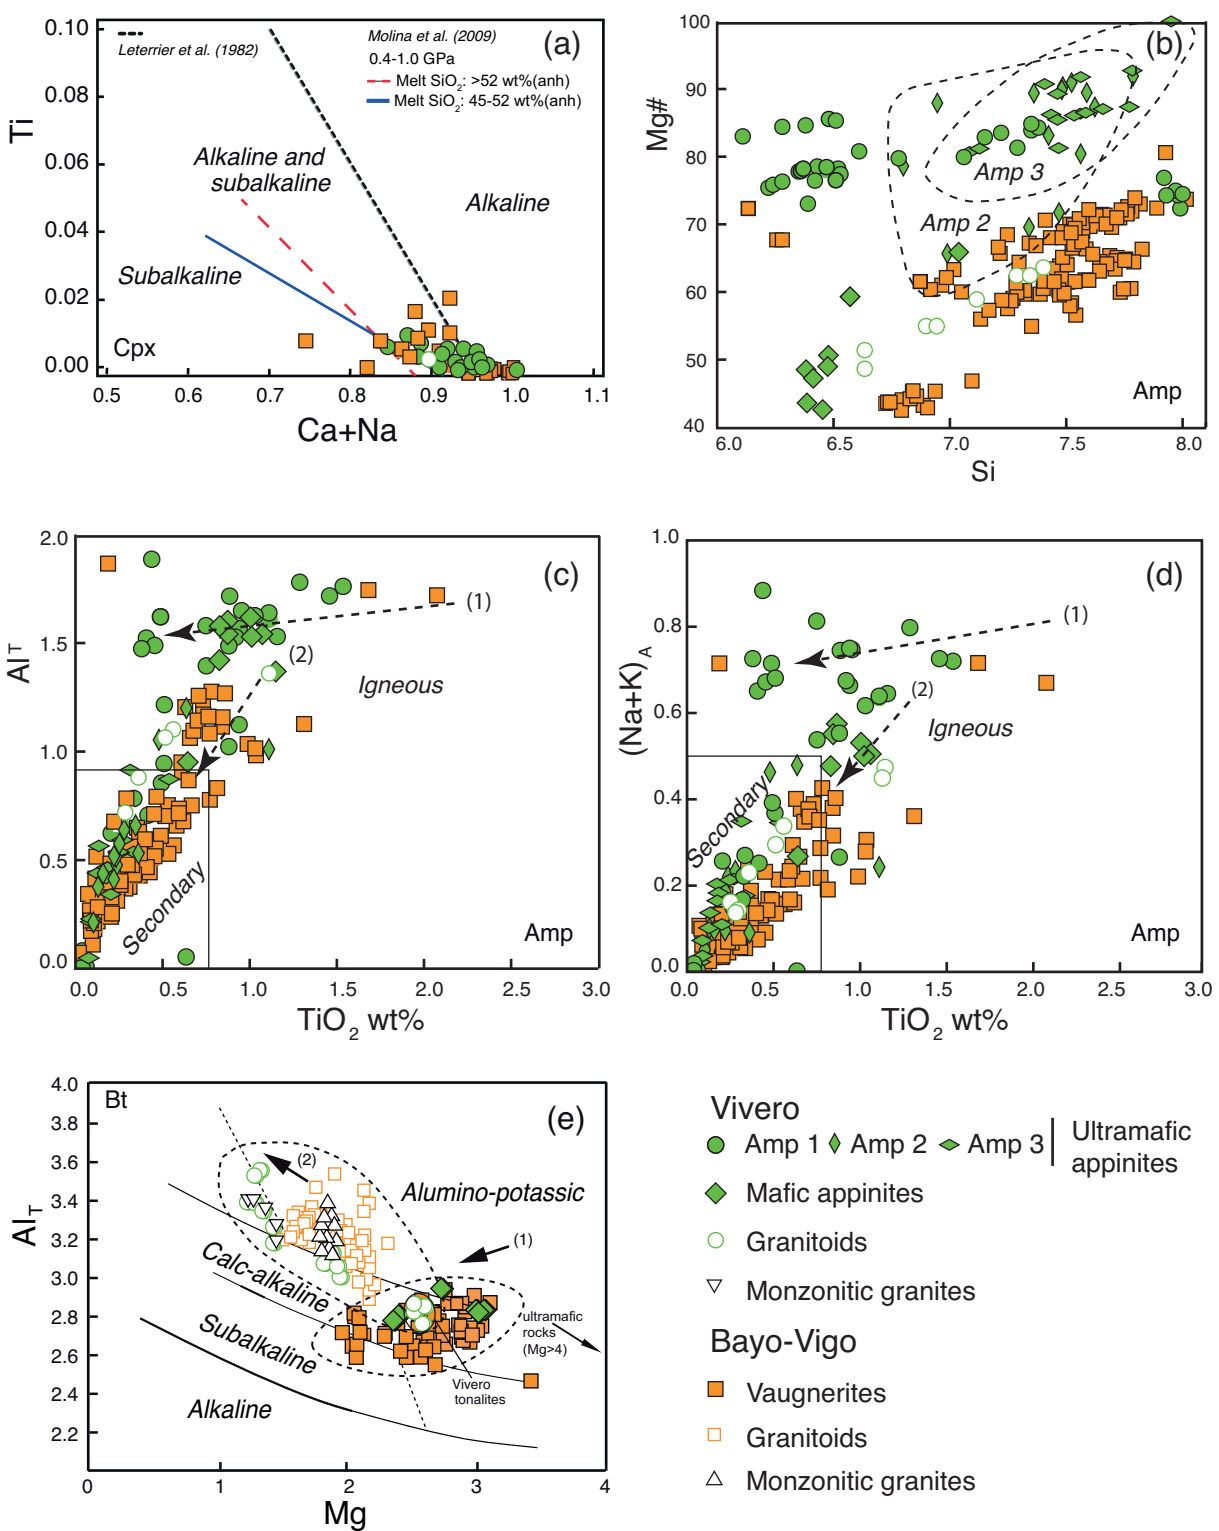 0.10
0.08
0.06
0.04
0.02
0.00
Ti
Leterrier et al. (1982)
Molina et al. (2009)
0.4-1.0 GPa
Melt SiO2: >52 wt%(anh)
Melt SiO2: 45-52 wt%(anh)
(a)
Alkaline and
subalkaline
Alkaline
Subalkaline
Cpx
0.5 0.6 0.7 0.8 0.9 1.0 1.1
Ca+Na
100
90
80
70
60
50
40
Mg#
(b)
Amp 3
Amp 2
Amp
6.0 6.5 7.0 7.5 8.0
Si
2.0
1.5
1.0
0.5
0.0
AlT
(c)
(1)
(2)
Igneous
Secondary
Amp
0.0 0.5 1.0 1.5 2.0 2.5 3.0
TiO2 wt%
1.0
0.8
0.6
0.4
0.2
0.0
(Na+K)A
(d)
(1)
(2)
Igneous
Secondary
Amp
0.0 0.5 1.0 1.5 2.0 2.5 3.0
TiO2 wt%
4.0
3.8
3.6
3.4
3.2
3.0
2.8
2.6
2.4
2.2
AlT
Bt
(e)
(2)
Alumino-potassic
(1)
Calc-alkaline
Subalkaline
Alkaline
ultramafic
rocks
(Mg>4)
Vivero
tonalites
0 1 2 3 4
Mg
Vivero
Amp 1 Amp 2 Amp 3
Ultramafic
appinites
Mafic appinites
Granitoids
Monzonitic granites
Bayo-Vigo
Vaugnerites
Granitoids
Monzonitic granites